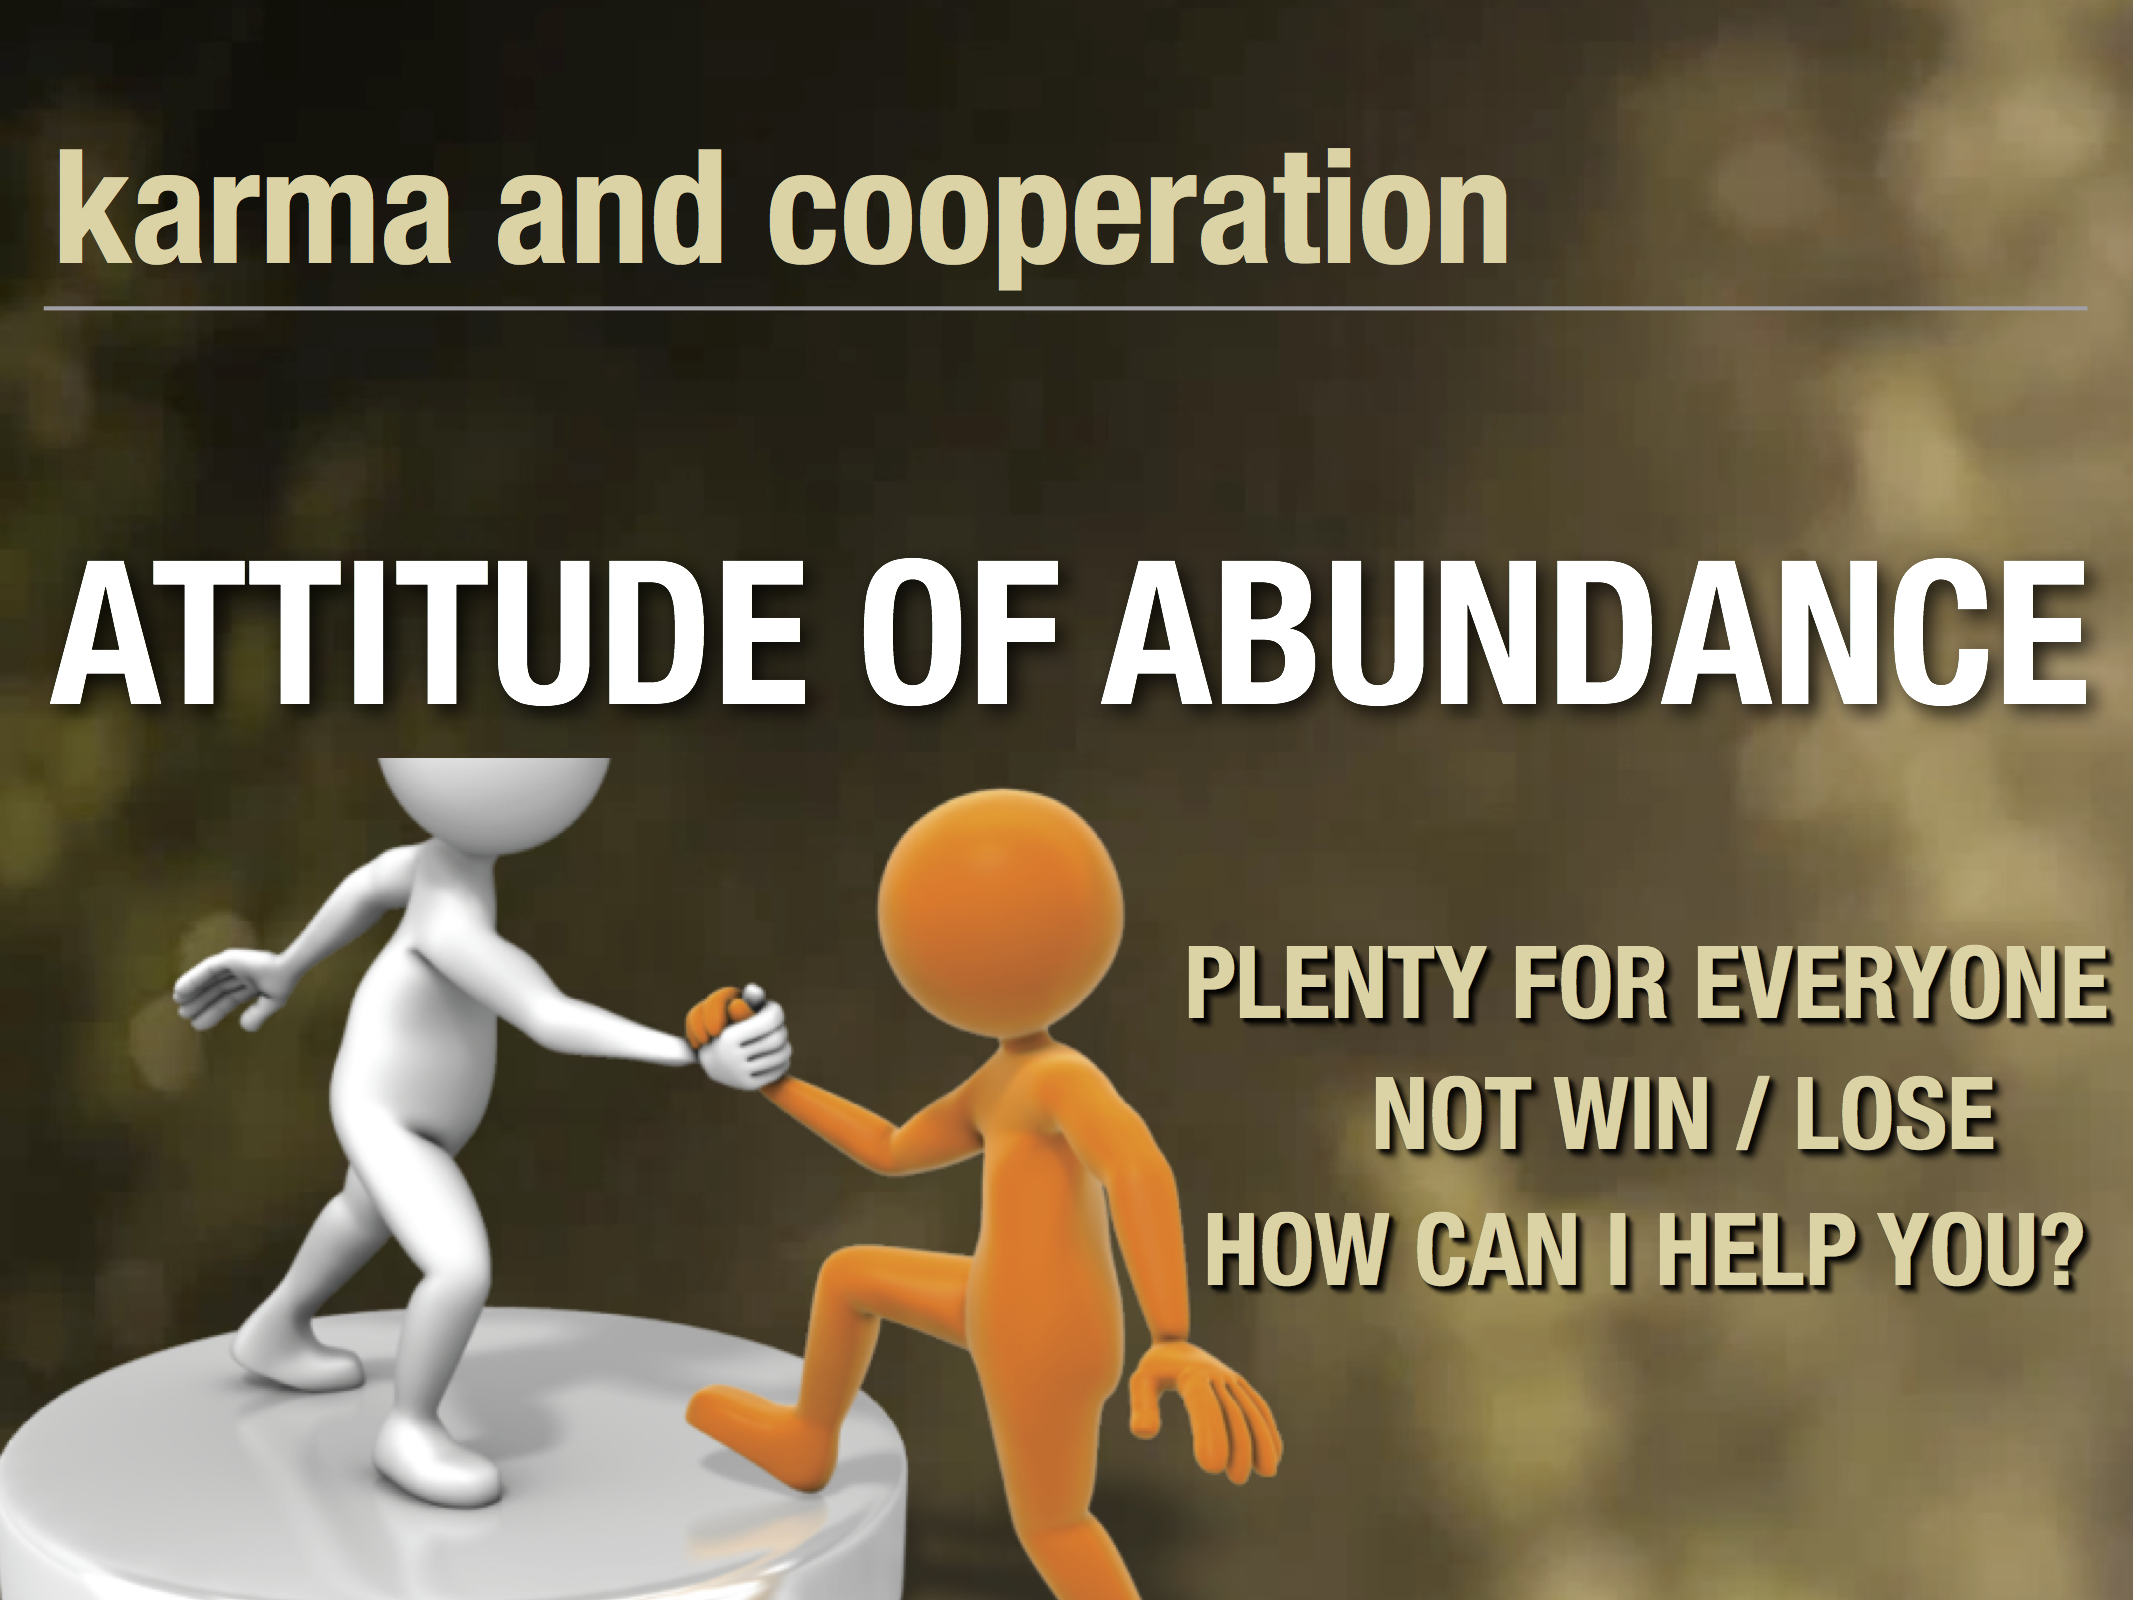 karma and cooperation
ATTITUDE OF ABUNDANCE
PLENTY FOR EVERYONE
NOT WIN / LOSE
HOW CAN I HELP YOU?